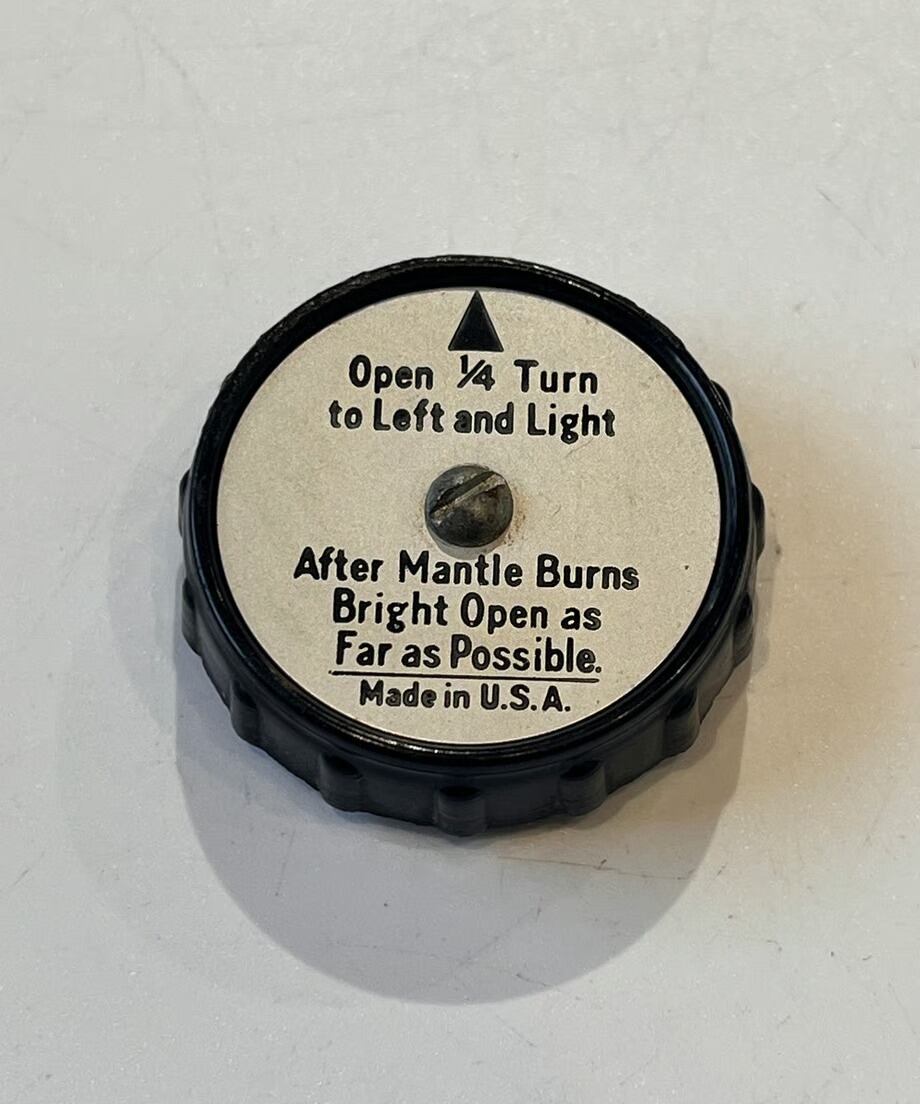 Open ¼ Turn
to Left and Light
After Mantle Burns
Bright Open as
Far as Possible.
Made in U.S.A.